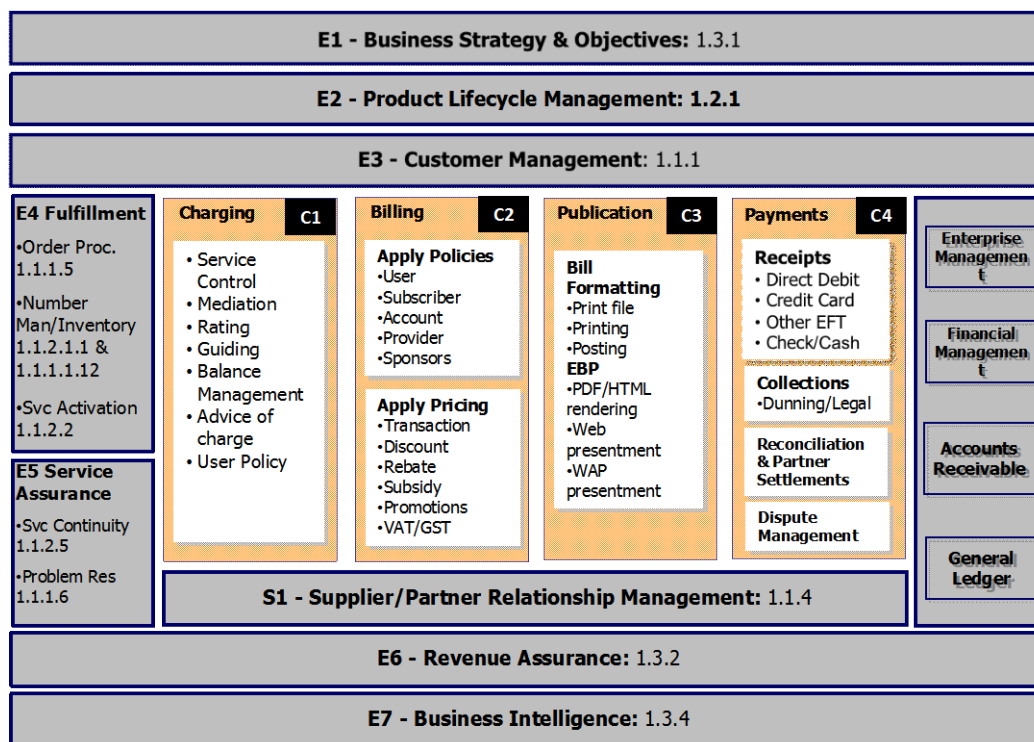 E1 - Business Strategy & Objectives: 1.3.1
E2 - Product Lifecycle Management: 1.2.1
E3 - Customer Management: 1.1.1
E4 Fulfillment
•Order Proc.
1.1.1.5
•Number
Man/Inventory
1.1.2.1.1 &
1.1.1.1.12
•Svc Activation
1.1.2.2
E5 Service
Assurance
•Svc Continuity
1.1.2.5
•Problem Res
1.1.1.6
Charging
C1
• Service
Control
• Mediation
• Rating
• Guiding
• Balance
Management
• Advice of
charge
• User Policy
Billing
C2
Apply Policies
•User
•Subscriber
•Account
•Provider
•Sponsors
Apply Pricing
•Transaction
•Discount
•Rebate
•Subsidy
•Promotions
•VAT/GST
Publication
C3
Bill
Formatting
•Print file
•Printing
•Posting
EBP
•PDF/HTML
rendering
•Web
presentment
•WAP
presentment
Payments
C4
Receipts
• Direct Debit
• Credit Card
• Other EFT
• Check/Cash
Collections
•Dunning/Legal
Reconciliation
& Partner
Settlements
Dispute
Management
Enterprise
Managemen
t
Financial
Managemen
t
Accounts
Receivable
General
Ledger
S1 - Supplier/Partner Relationship Management: 1.1.4
E6 - Revenue Assurance: 1.3.2
E7 - Business Intelligence: 1.3.4